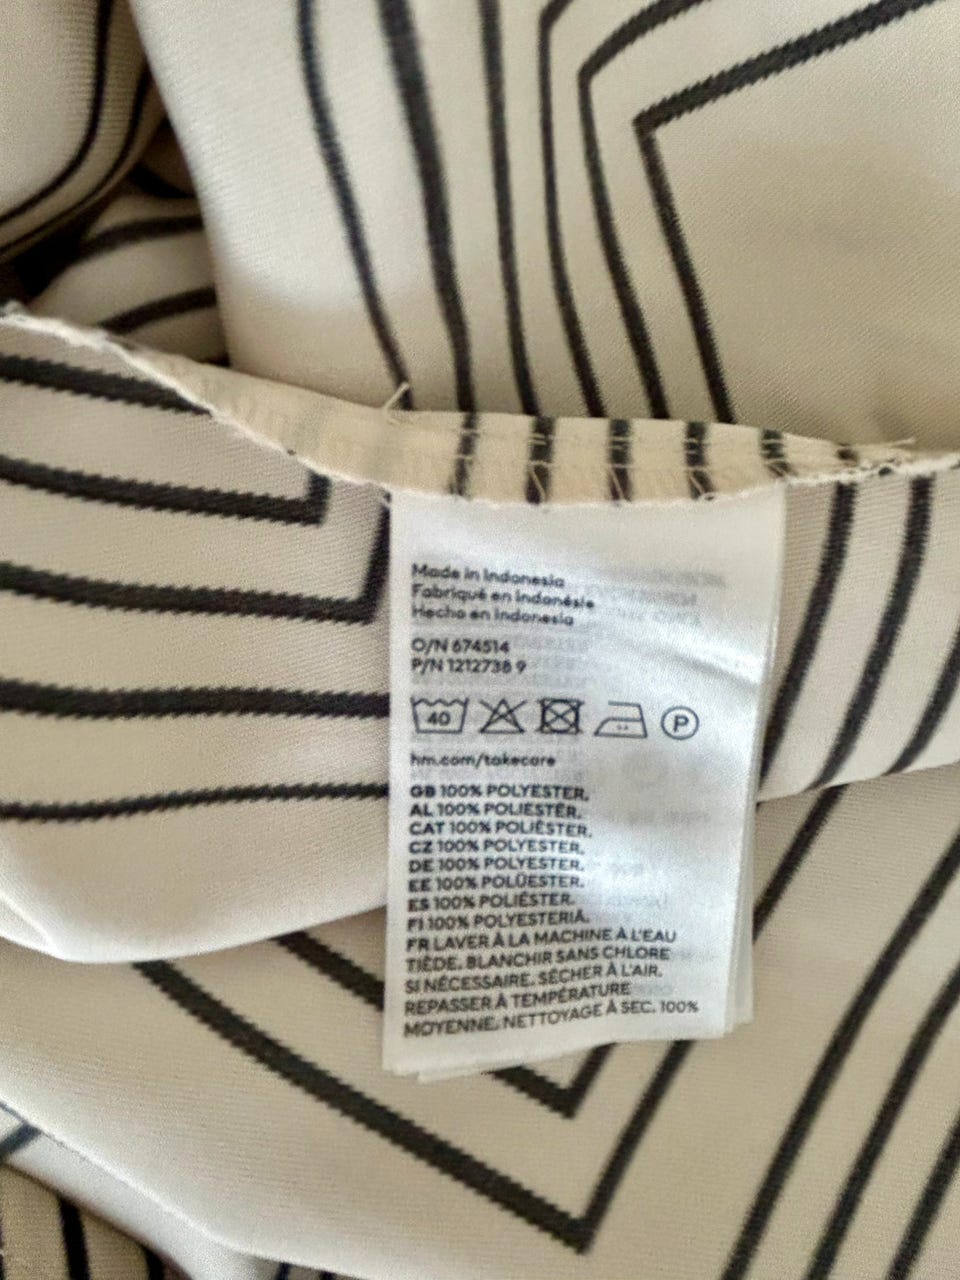 Made in Indonesia
Fabriqué en Indonésie
Hecho en Indonesia
O/N 674514
P/N 1212738 9
40
P
hm.com/takecare
GB 100% POLYESTER.
AL 100% POLIESTËR.
CAT 100% POLIÈSTER.
CZ 100% POLYESTER.
DE 100% POLYESTER.
EE 100% POLÜESTER.
ES 100% POLIÉSTER.
FI 100% POLYESTERIÄ.
FR LAVER À LA MACHINE À L'EAU
TIÈDE. BLANCHIR SANS CHLORE
SI NÉCESSAIRE. SÉCHER À L'AIR.
REPASSER À TEMPÉRATURE
MOYENNE. NETTOYAGE À SEC. 100%